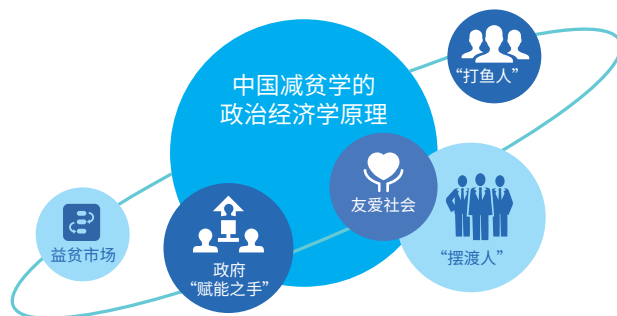 中国减贫学的
政治经济学原理
“打鱼人”
友爱社会
“摆渡人”
益贫市场
政府
“赋能之手”